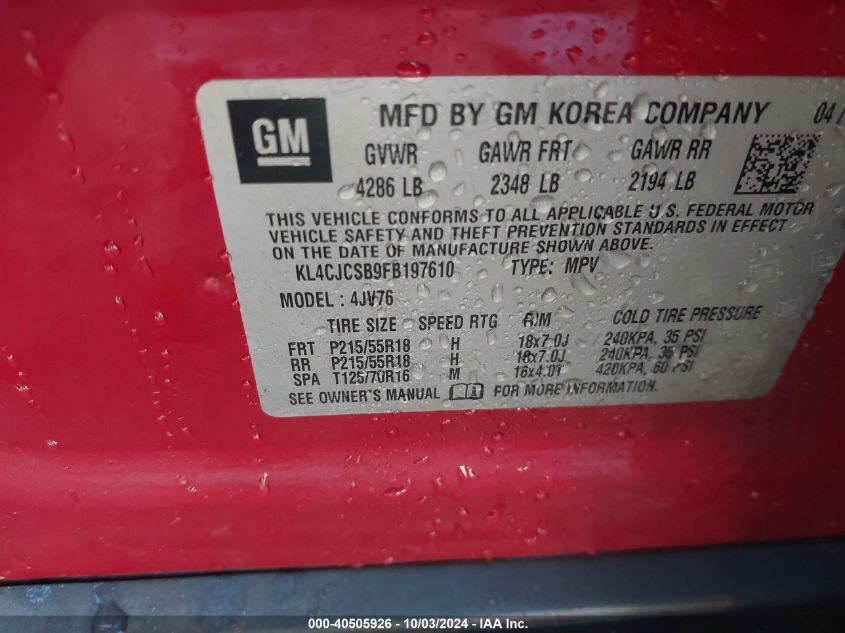 GM
MFD BY GM KOREA COMPANY 04 /
GVWR GAWR FRT GAWR RR
4286 LB 2348 LB 2194 LB
THIS VEHICLE CONFORMS TO ALL APPLICABLE U.S. FEDERAL MOTOR
VEHICLE SAFETY AND THEFT PREVENTION STANDARDS IN EFFECT
ON THE DATE OF MANUFACTURE SHOWN ABOVE.
KL4CJCSB9FB197610 TYPE: MPV
MODEL : 4JV76
TIRE SIZE SPEED RTG RIM COLD TIRE PRESSURE
FRT P215/55R18 H 18x7.0J 240KPA, 35 PSI
RR P215/55R18 H 18x7.0J 240KPA, 35 PSI
SPA T125/70R16 M 16x4.0T 420KPA, 60 PSI
SEE OWNER'S MANUAL FOR MORE INFORMATION.
000-40505926 - 10/03/2024 - IAA Inc.